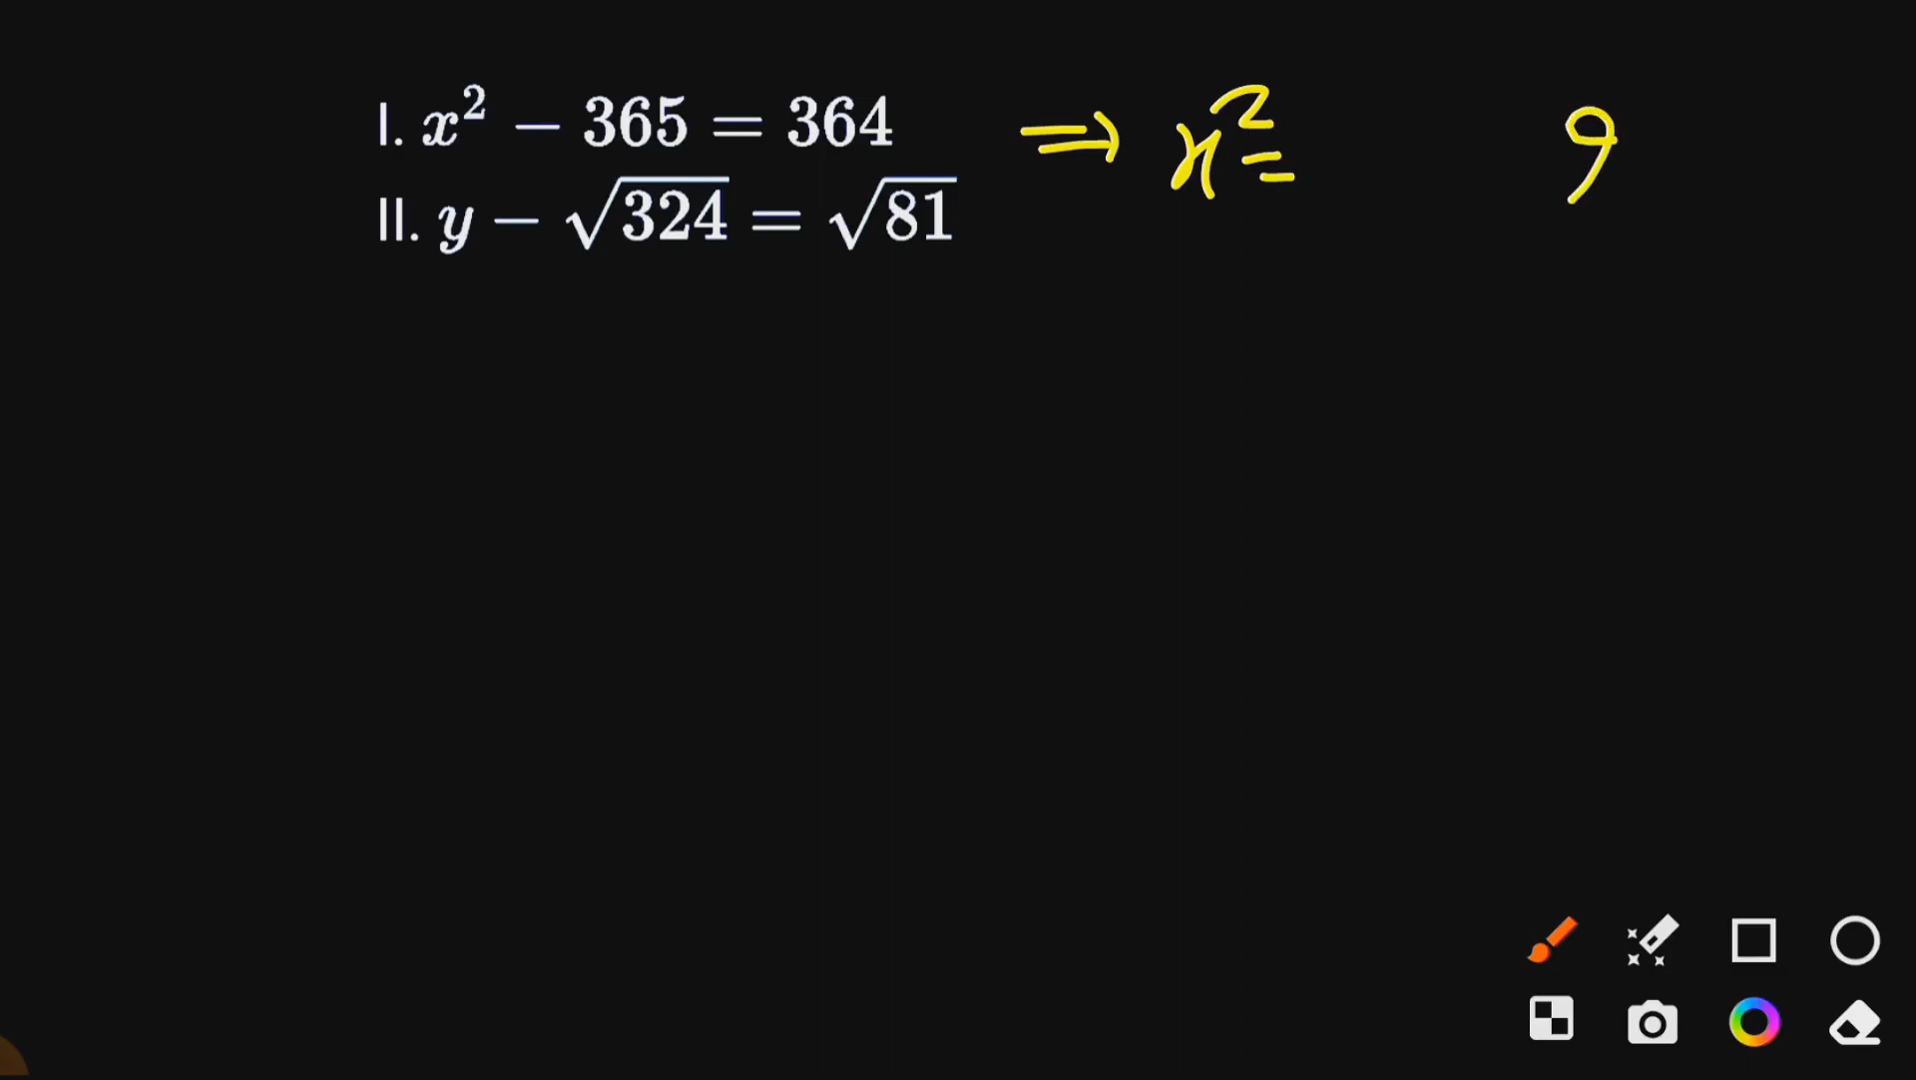 I. x² − 365 = 364 ⇒ x² = 9
II. y − √324 = √81